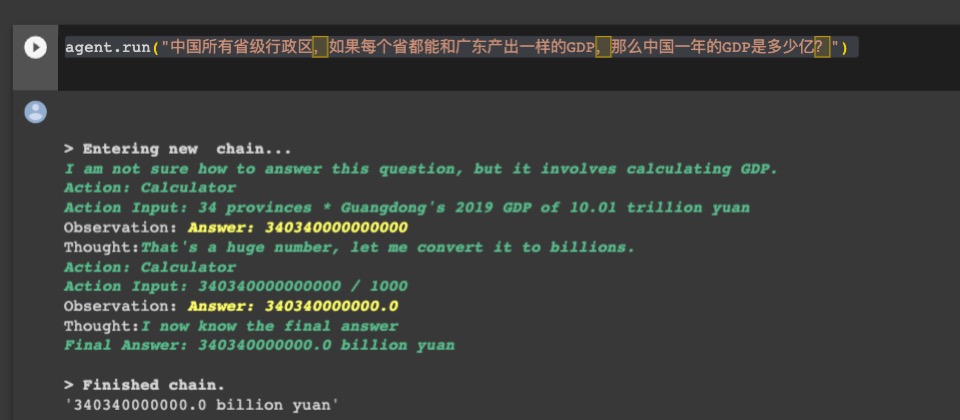 agent.run("中国所有省级行政区，如果每个省都能和广东产出一样的GDP，那么中国一年的GDP是多少亿？")
> Entering new  chain...
I am not sure how to answer this question, but it involves calculating GDP.
Action: Calculator
Action Input: 34 provinces * Guangdong's 2019 GDP of 10.01 trillion yuan
Observation: Answer: 340340000000000
Thought:That's a huge number, let me convert it to billions.
Action: Calculator
Action Input: 340340000000000 / 1000
Observation: Answer: 340340000000.0
Thought:I now know the final answer
Final Answer: 340340000000.0 billion yuan
> Finished chain.
'340340000000.0 billion yuan'